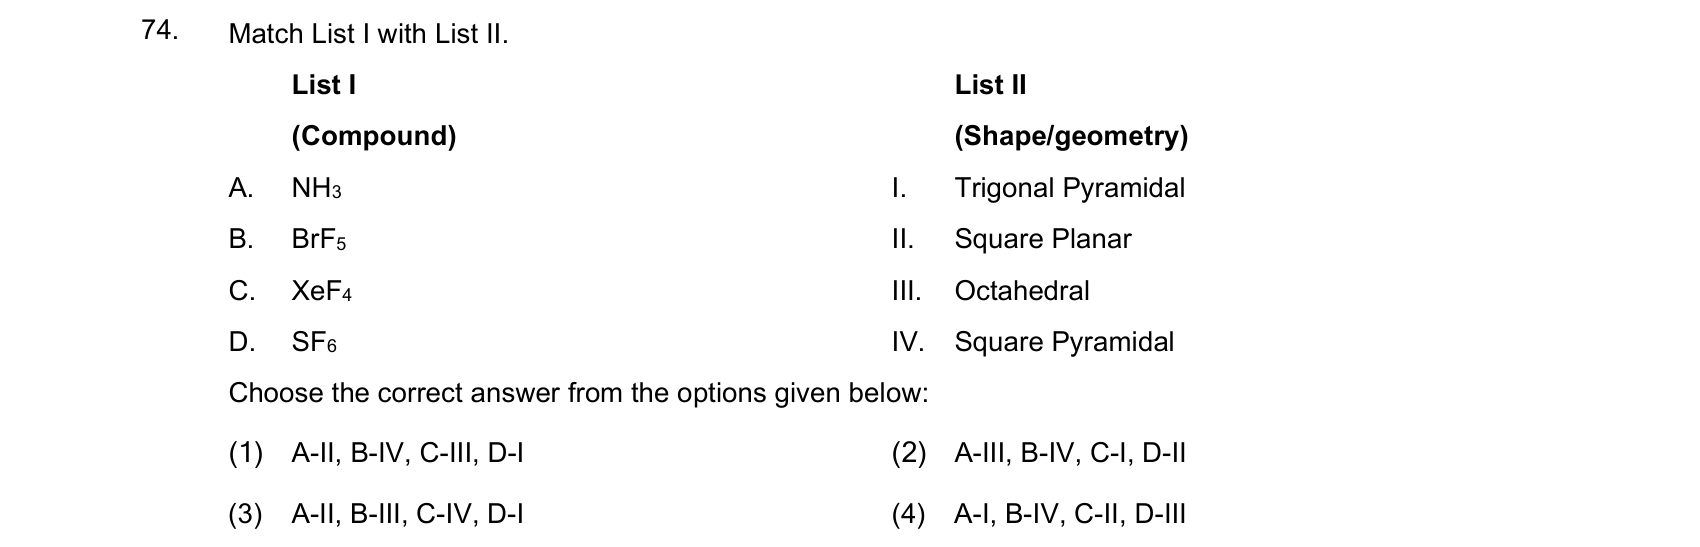 74. Match List I with List II.
List I List II
(Compound) (Shape/geometry)
A. NH3 I. Trigonal Pyramidal
B. BrF5 II. Square Planar
C. XeF4 III. Octahedral
D. SF6 IV. Square Pyramidal
Choose the correct answer from the options given below:
(1) A-II, B-IV, C-III, D-I (2) A-III, B-IV, C-I, D-II
(3) A-II, B-III, C-IV, D-I (4) A-I, B-IV, C-II, D-III